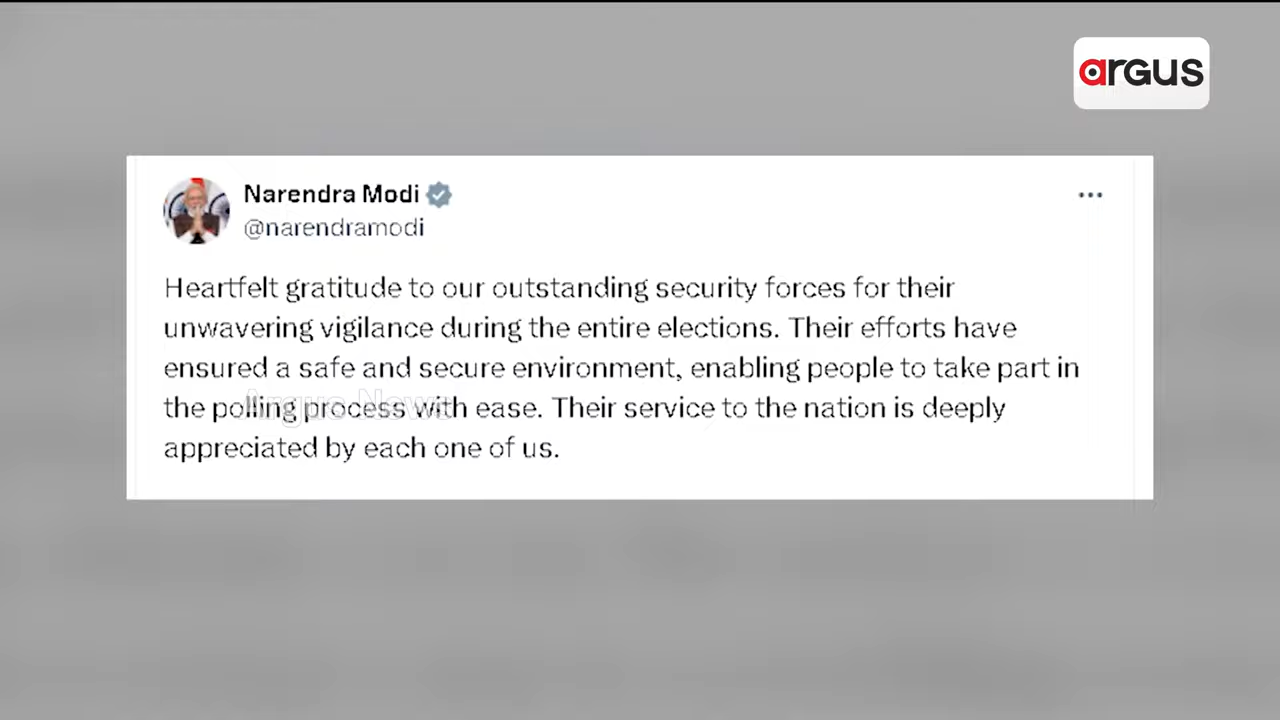 argus
Narendra Modi
@narendramodi
Heartfelt gratitude to our outstanding security forces for their
unwavering vigilance during the entire elections. Their efforts have
ensured a safe and secure environment, enabling people to take part in
the polling process with ease. Their service to the nation is deeply
appreciated by each one of us.
Argus News